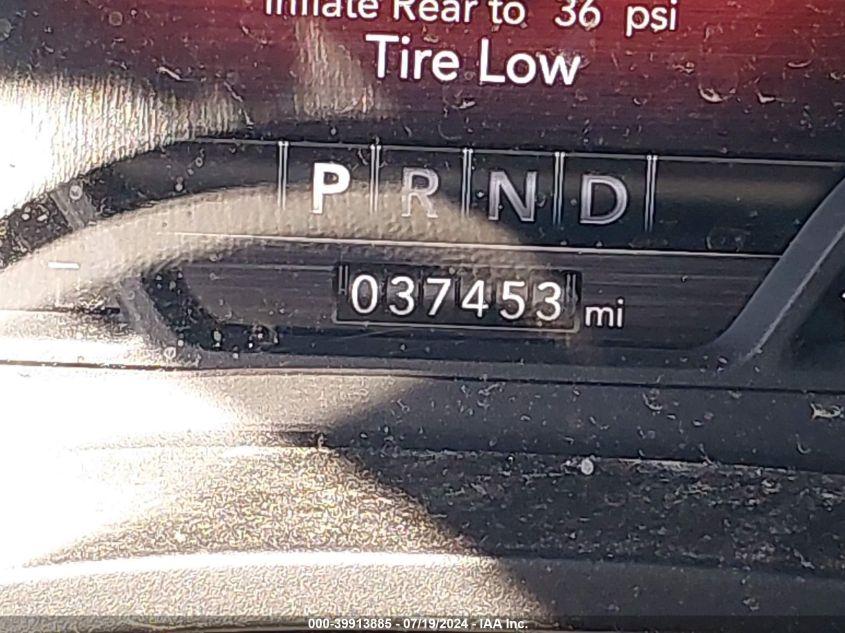 Inflate Rear to 36 psi
Tire Low
P R N D
037453 mi
000-39913885 - 07/19/2024 - IAA Inc.